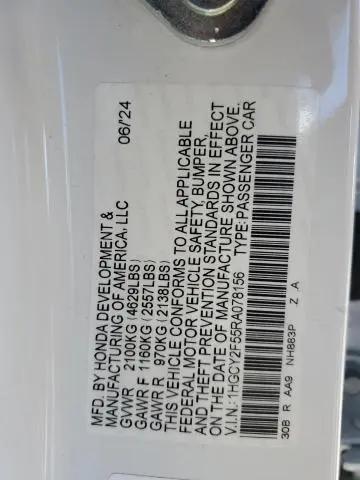 MFD. BY HONDA DEVELOPMENT &
MANUFACTURING OF AMERICA, LLC 06/'24
GVWR 2100KG (4629LBS)
GAWR F 1160KG (2557LBS)
GAWR R 970KG (2138LBS)
THIS VEHICLE CONFORMS TO ALL APPLICABLE
FEDERAL MOTOR VEHICLE SAFETY, BUMPER,
AND THEFT PREVENTION STANDARDS IN EFFECT
ON THE DATE OF MANUFACTURE SHOWN ABOVE.
V.I.N.: 1HGCY2F55RA078156 TYPE: PASSENGER CAR
30B R AA9 NH883P Z A